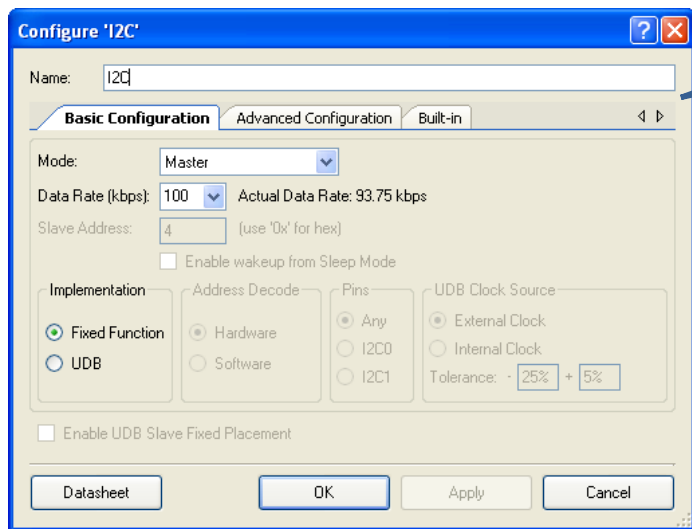 Configure 'I2C'
Name: I2C
Basic Configuration Advanced Configuration Built-in
Mode: Master
Data Rate (kbps): 100 Actual Data Rate: 93.75 kbps
Slave Address: 4 (use '0x' for hex)
Enable wakeup from Sleep Mode
Implementation Address Decode Pins UDB Clock Source
Fixed Function Hardware Any External Clock
UDB Software I2C0 Internal Clock
I2C1 Tolerance: - 25% + 5%
Enable UDB Slave Fixed Placement
Datasheet OK Apply Cancel